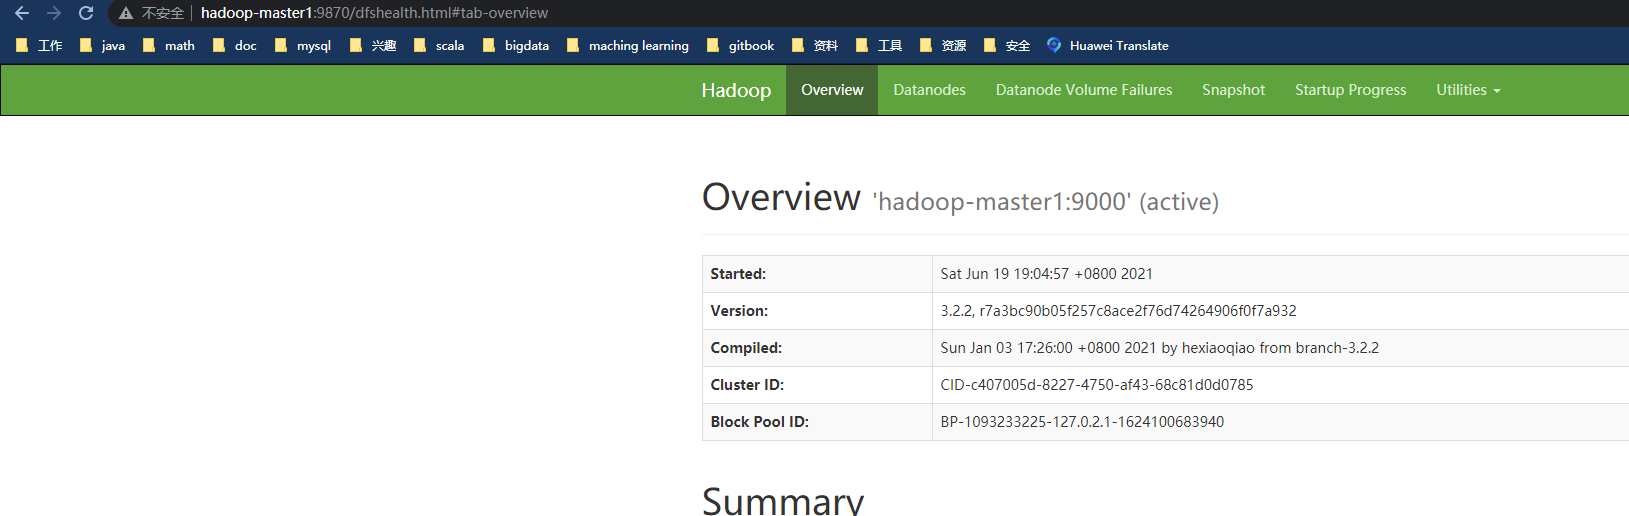 不安全 hadoop-master1:9870/dfshealth.html#tab-overview
工作 java math doc mysql 兴趣 scala bigdata maching learning gitbook 资料 工具 资源 安全 Huawei Translate
Hadoop Overview Datanodes Datanode Volume Failures Snapshot Startup Progress Utilities
Overview 'hadoop-master1:9000' (active)
Started: Sat Jun 19 19:04:57 +0800 2021
Version: 3.2.2, r7a3bc90b05f257c8ace2f76d74264906f0f7a932
Compiled: Sun Jan 03 17:26:00 +0800 2021 by hexiaoqiao from branch-3.2.2
Cluster ID: CID-c407005d-8227-4750-af43-68c81d0d0785
Block Pool ID: BP-1093233225-127.0.2.1-1624100683940
Summary